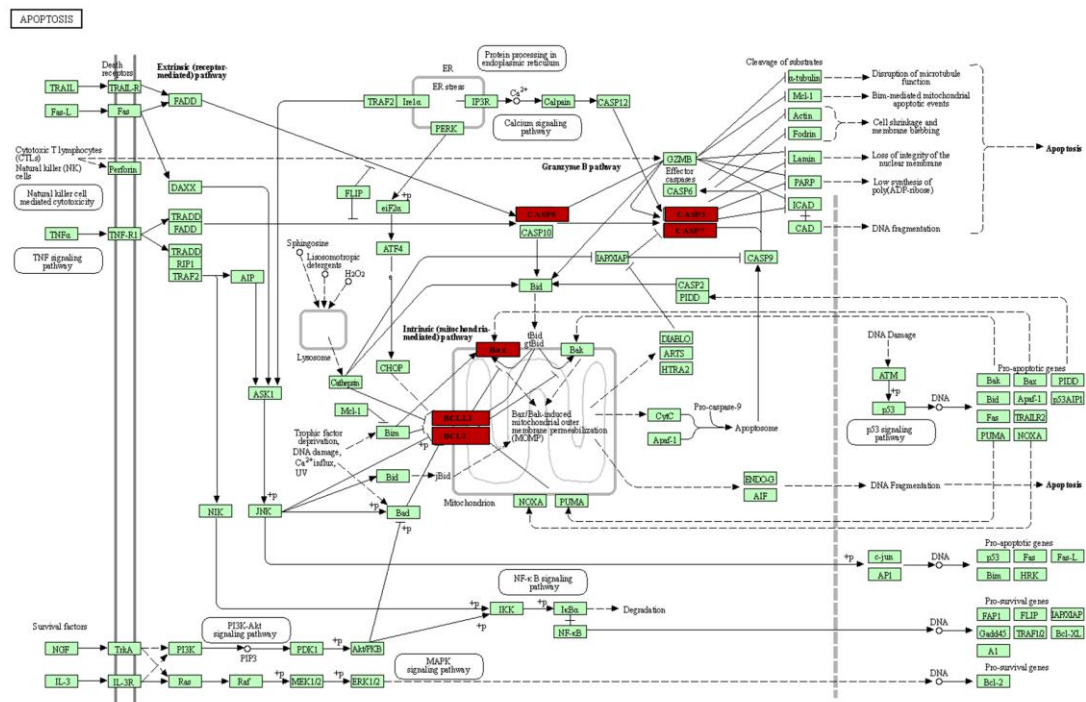 APOPTOSIS
Death
receptors
Extrinsic (receptor-
mediated) pathway
TRAIL
TRAIL-R
FADD
Fas-L
Fas
Cytotoxic T lymphocytes
(CTLs)
Natural killer (NK)
cells
Perforin
Natural killer cell
mediated cytotoxicity
DAXX
TNFα
TNF-R1
TRADD
FADD
TNF signaling
pathway
TRADD
RIP1
TRAF2
AIP
ER
ER stress
Protein processing in
endoplasmic reticulum
TRAF2
Ire1α
IP3R
Ca2+
Calpain
CASP12
PERK
Calcium signaling
pathway
Granzyme B pathway
FLIP
+p
eIF2α
ATF4
CASP8
CASP10
GZMB
Effector
caspases
CASP6
CASP3
CASP7
Cleavage of substrates
α-tubulin
Mcl-1
Actin
Fodrin
Lamin
PARP
ICAD
CAD
Disruption of microtubule
function
Bim-mediated mitochondrial
apoptotic events
Cell shrinkage and
membrane blebbing
Loss of integrity of the
nuclear membrane
Low synthesis of
poly(ADP-ribose)
DNA fragmentation
Apoptosis
Sphingosine
Lisosomotropic
detergents
H2O2
Lysosome
Cathepsin
IAP/XIAP
CASP9
Bid
CASP2
PIDD
Intrinsic (mitochondria-
mediated) pathway
tBid
gtBid
Bax
Bak
DIABLO
ARTS
HTRA2
CHOP
ASK1
Mcl-1
Bim
Trophic factor
deprivation,
DNA damage,
Ca2+ influx,
UV
BCL2
+p
Bax/Bak-induced
mitochondrial outer
membrane permeabilization
(MOMP)
Bid
jBid
Mitochondrion
NOXA
PUMA
CytC
Apaf-1
Pro-caspase-9
Apoptosome
ENDO-G
AIF
DNA Fragmentation
Apoptosis
DNA Damage
ATM
+p
p53
DNA
p53 signaling
pathway
Pro-apoptotic genes
Bak
Bax
PIDD
Bid
Apaf-1
p53AIP1
Fas
TRAILR2
PUMA
NOXA
NIK
+p
JNK
+p
+p
Bad
+p
+p
c-jun
AP1
DNA
Pro-apoptotic genes
p53
Fas
Fas-L
Bim
HRK
NF-κB signaling
pathway
+p
IKK
+p
IκBα
NF-κB
Degradation
+p
DNA
Pro-survival genes
FAP1
FLIP
IAP/XIAP
Gadd45
TRAF1/2
Bcl-XL
A1
Survival factors
PI3K-Akt
signaling pathway
NGF
TrkA
PI3K
PIP3
PDK1
+p
Akt/PKB
MAPK
signaling pathway
IL-3
IL-3R
Ras
Raf
+p
MEK1/2
+p
ERK1/2
DNA
Pro-survival genes
Bcl-2